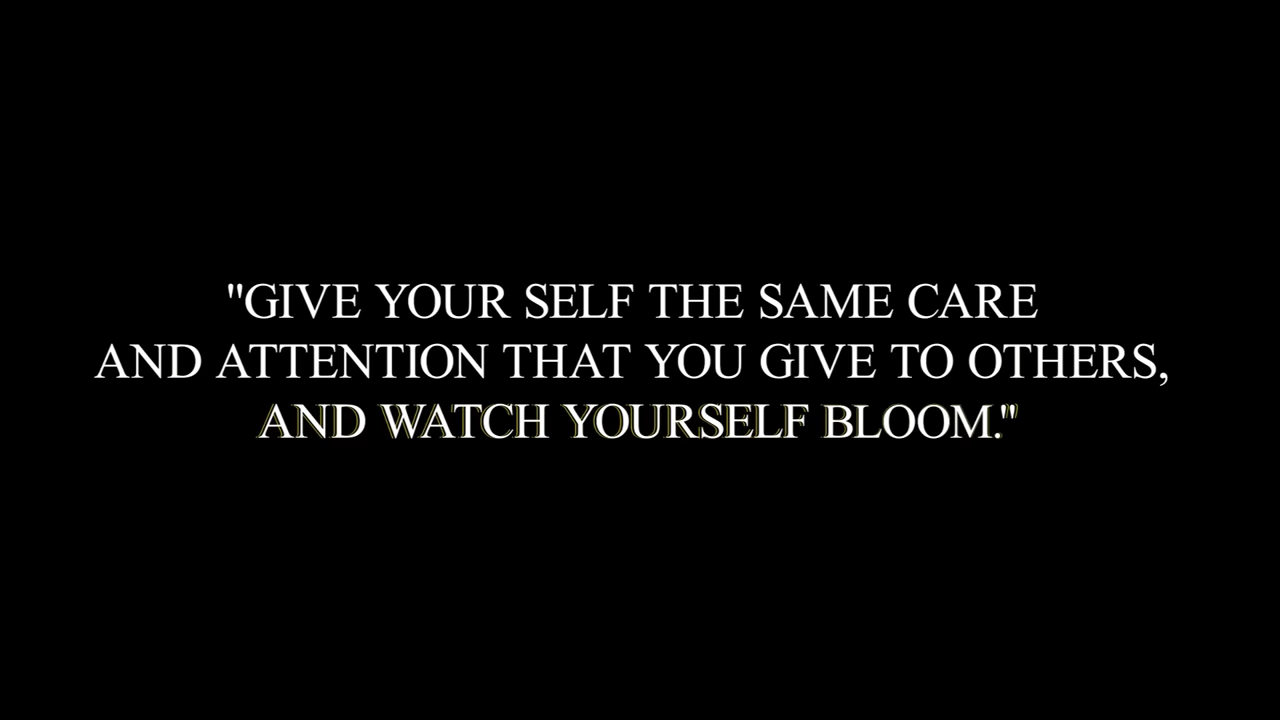 "GIVE YOUR SELF THE SAME CARE
AND ATTENTION THAT YOU GIVE TO OTHERS,
AND WATCH YOURSELF BLOOM."